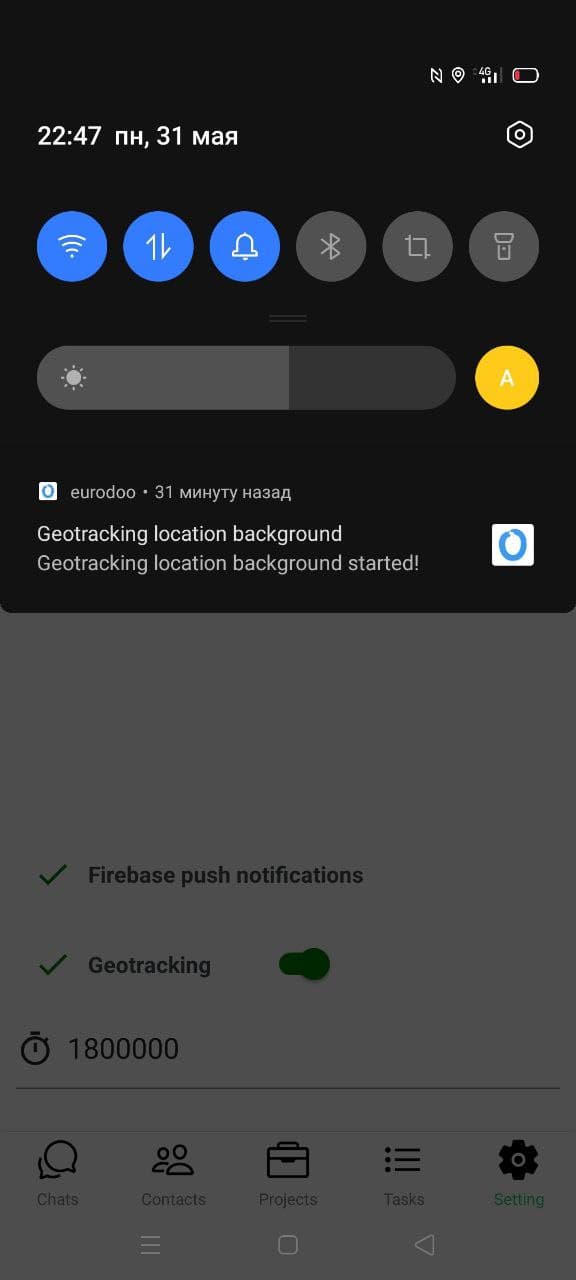 4G
22:47 пн, 31 мая
A
eurodoo • 31 минуту назад
Geotracking location background
Geotracking location background started!
Firebase push notifications
Geotracking
1800000
Chats Contacts Projects Tasks Setting